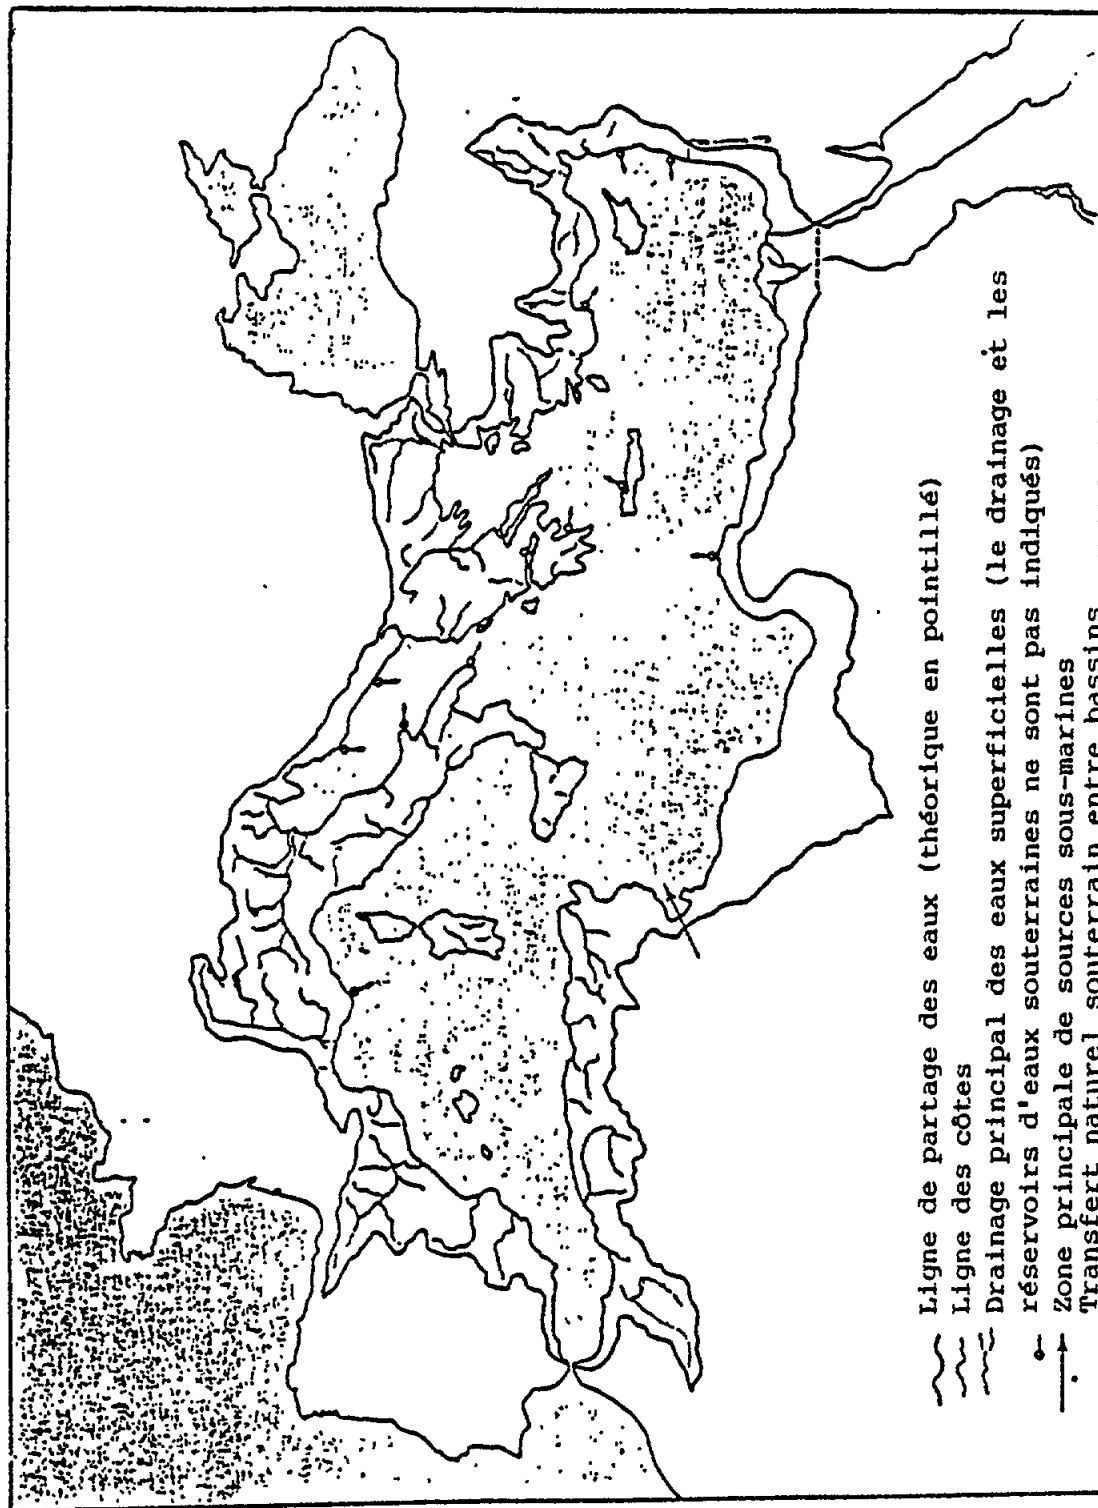 Ligne de partage des eaux (théorique en pointillé)
Ligne des côtes
Drainage principal des eaux superficielles (le drainage et les
réservoirs d'eaux souterraines ne sont pas indiqués)
Zone principale de sources sous-marines
Transfert naturel souterrain entre bassins